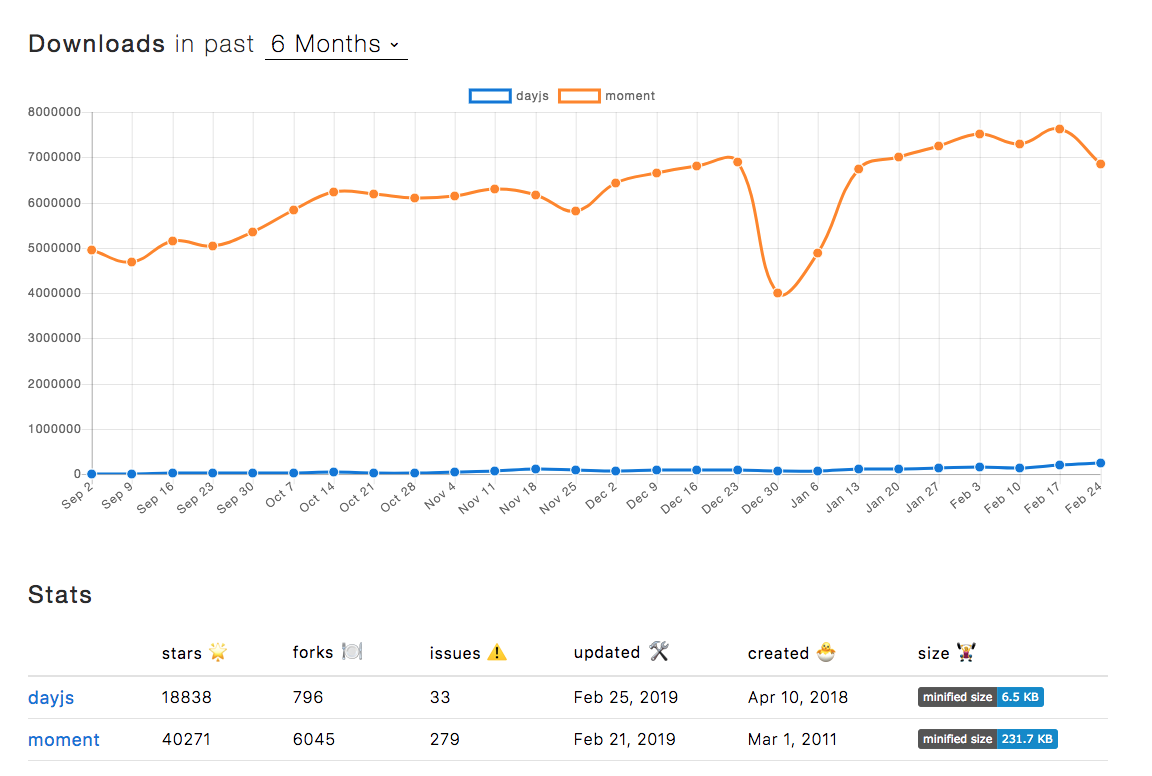 Downloads in past 6 Months
dayjs moment
8000000
7000000
6000000
5000000
4000000
3000000
2000000
1000000
0
Sep 2 Sep 9 Sep 16 Sep 23 Sep 30 Oct 7 Oct 14 Oct 21 Oct 28 Nov 4 Nov 11 Nov 18 Nov 25 Dec 2 Dec 9 Dec 16 Dec 23 Dec 30 Jan 6 Jan 13 Jan 20 Jan 27 Feb 3 Feb 10 Feb 17 Feb 24
Stats
stars 🌟 forks 🍽️ issues ⚠️ updated 🛠️ created 🐣 size 🏋️‍♀️
dayjs 18838 796 33 Feb 25, 2019 Apr 10, 2018 minified size 6.5 KB
moment 40271 6045 279 Feb 21, 2019 Mar 1, 2011 minified size 231.7 KB